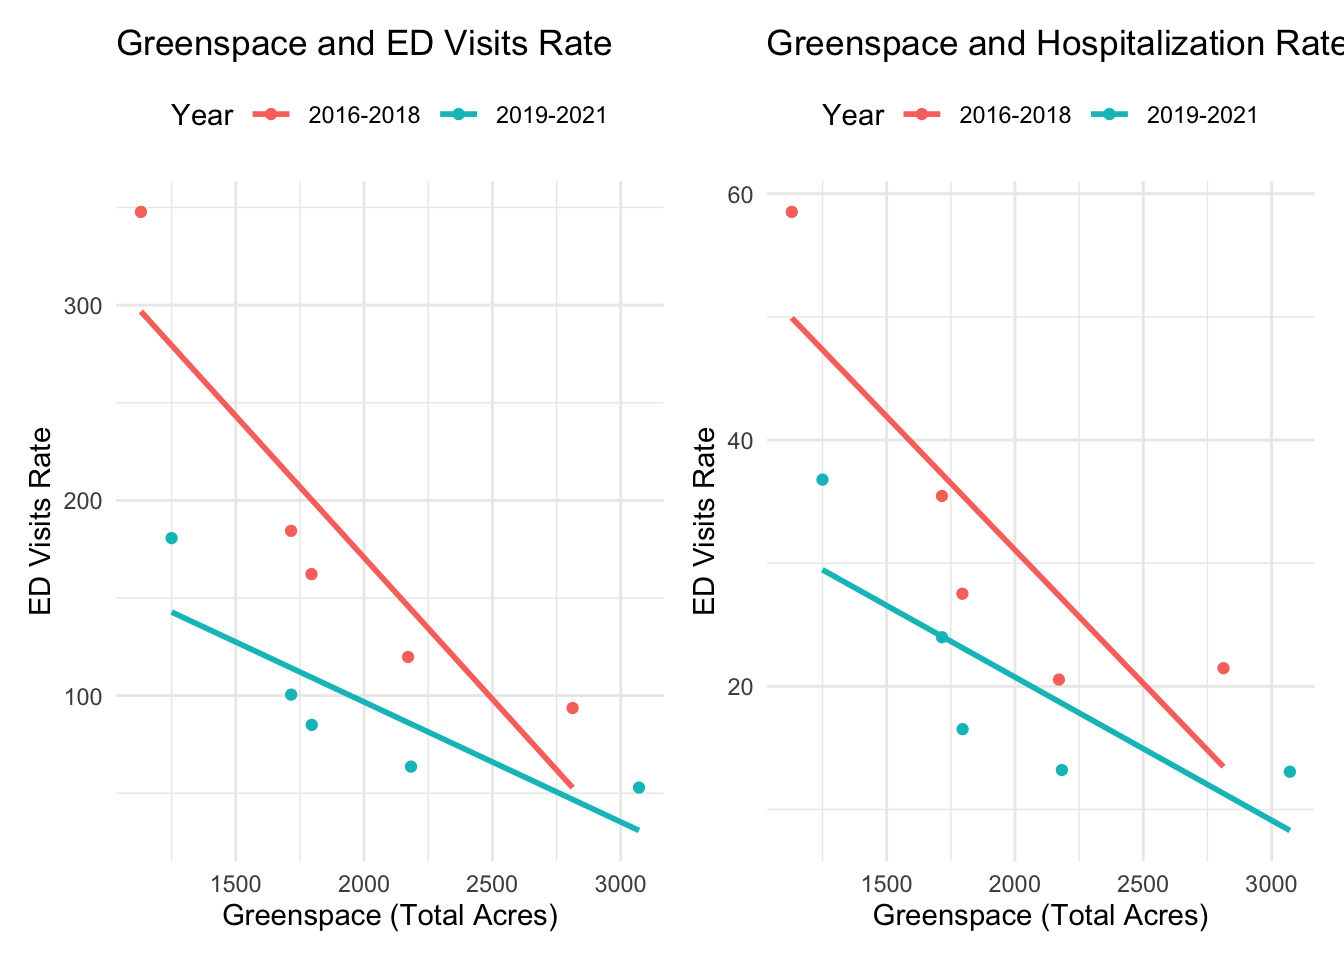 Greenspace and ED Visits Rate
Year 2016-2018 2019-2021
300
200
100
ED Visits Rate
1500 2000 2500 3000
Greenspace (Total Acres)
Greenspace and Hospitalization Rate
Year 2016-2018 2019-2021
60
40
20
ED Visits Rate
1500 2000 2500 3000
Greenspace (Total Acres)